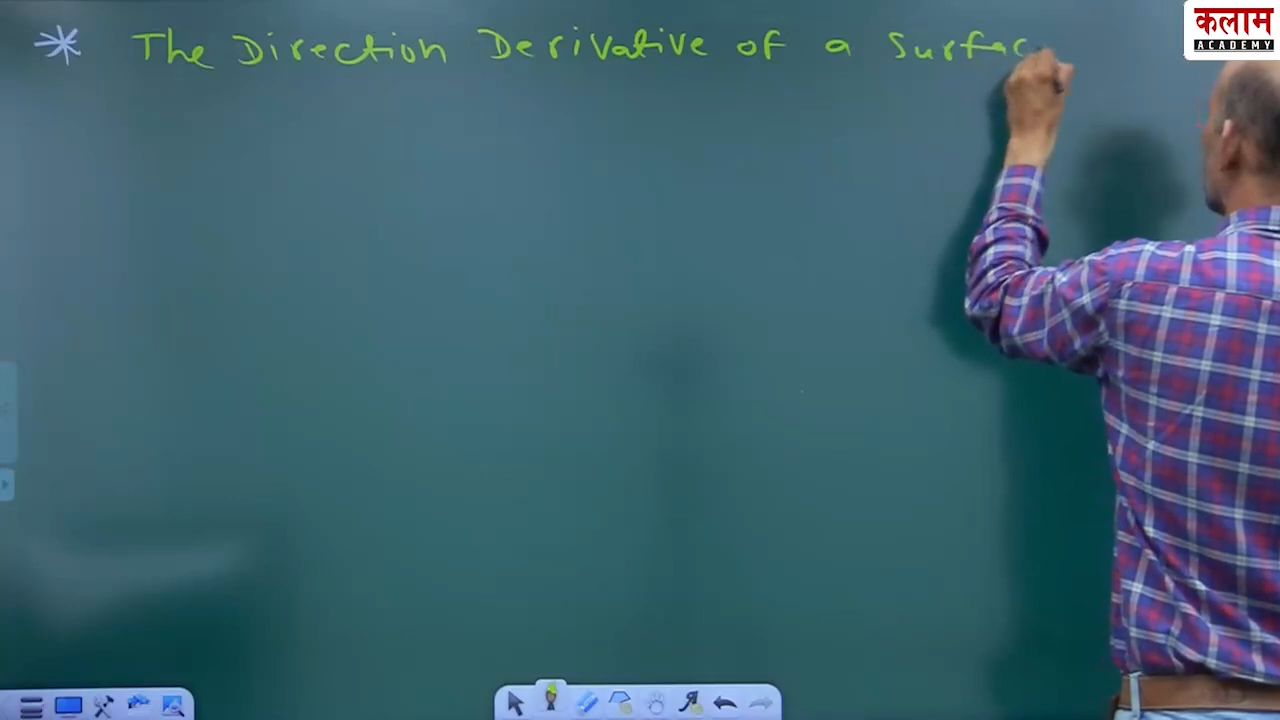 * The Direction Derivative of a Surfac
कलाम
ACADEMY